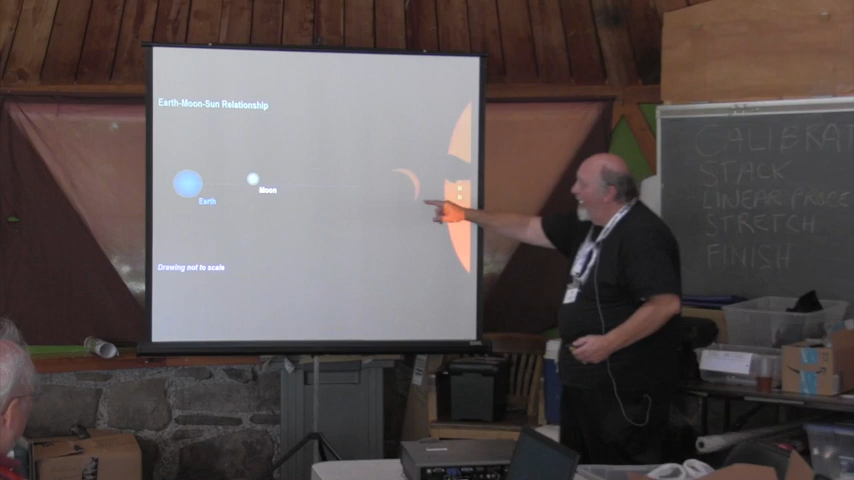 Earth-Moon-Sun Relationship
Moon
Earth
Drawing not to scale
CALIBRAT
STACK
LINEAR PROCE
STRETCH
FINISH